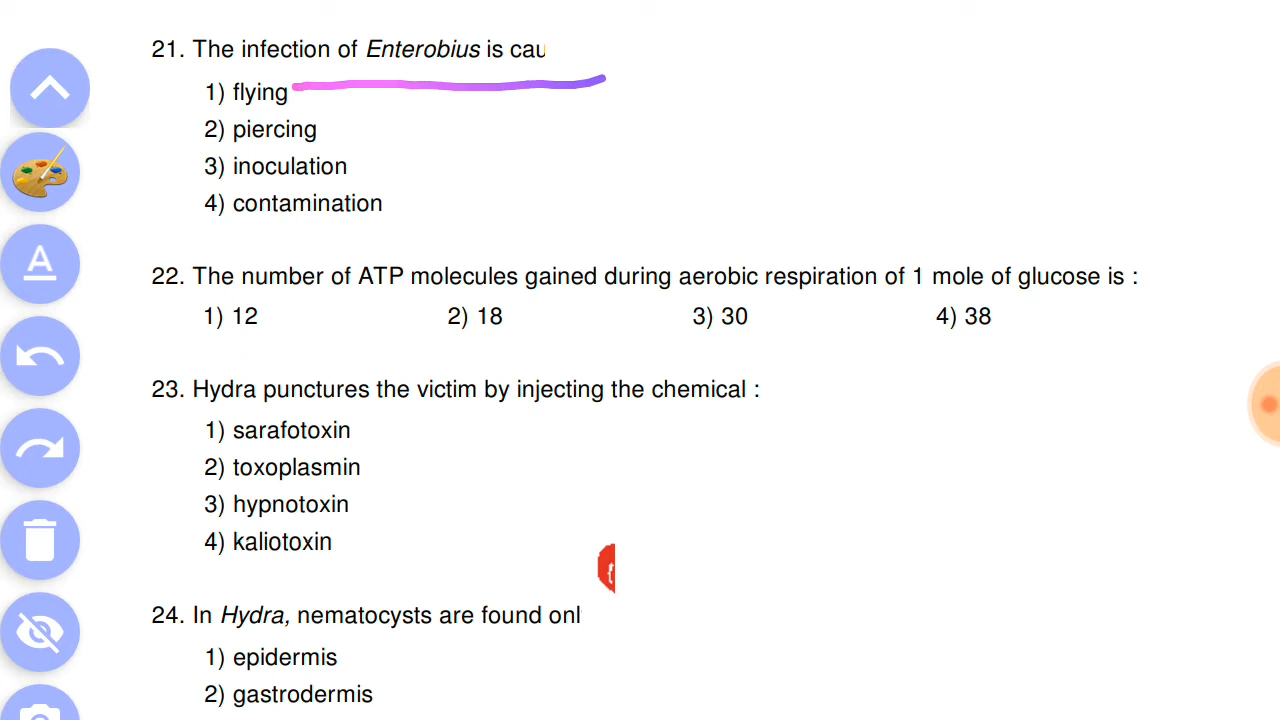 21. The infection of Enterobius is cau
1) flying
2) piercing
3) inoculation
4) contamination
22. The number of ATP molecules gained during aerobic respiration of 1 mole of glucose is :
1) 12 2) 18 3) 30 4) 38
23. Hydra punctures the victim by injecting the chemical :
1) sarafotoxin
2) toxoplasmin
3) hypnotoxin
4) kaliotoxin
24. In Hydra, nematocysts are found onl
1) epidermis
2) gastrodermis